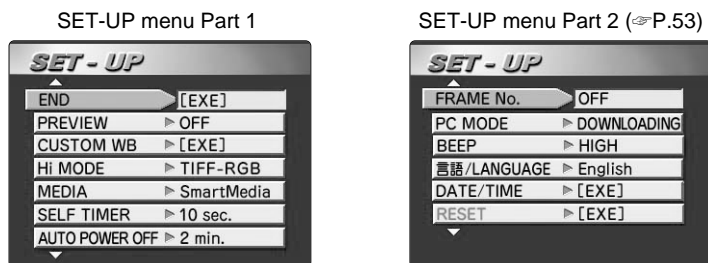 SET-UP menu Part 1
SET - UP
END [EXE]
PREVIEW OFF
CUSTOM WB [EXE]
Hi MODE TIFF-RGB
MEDIA SmartMedia
SELF TIMER 10 sec.
AUTO POWER OFF 2 min.
SET-UP menu Part 2 (☞P.53)
SET - UP
FRAME No. OFF
PC MODE DOWNLOADING
BEEP HIGH
言語/LANGUAGE English
DATE/TIME [EXE]
RESET [EXE]